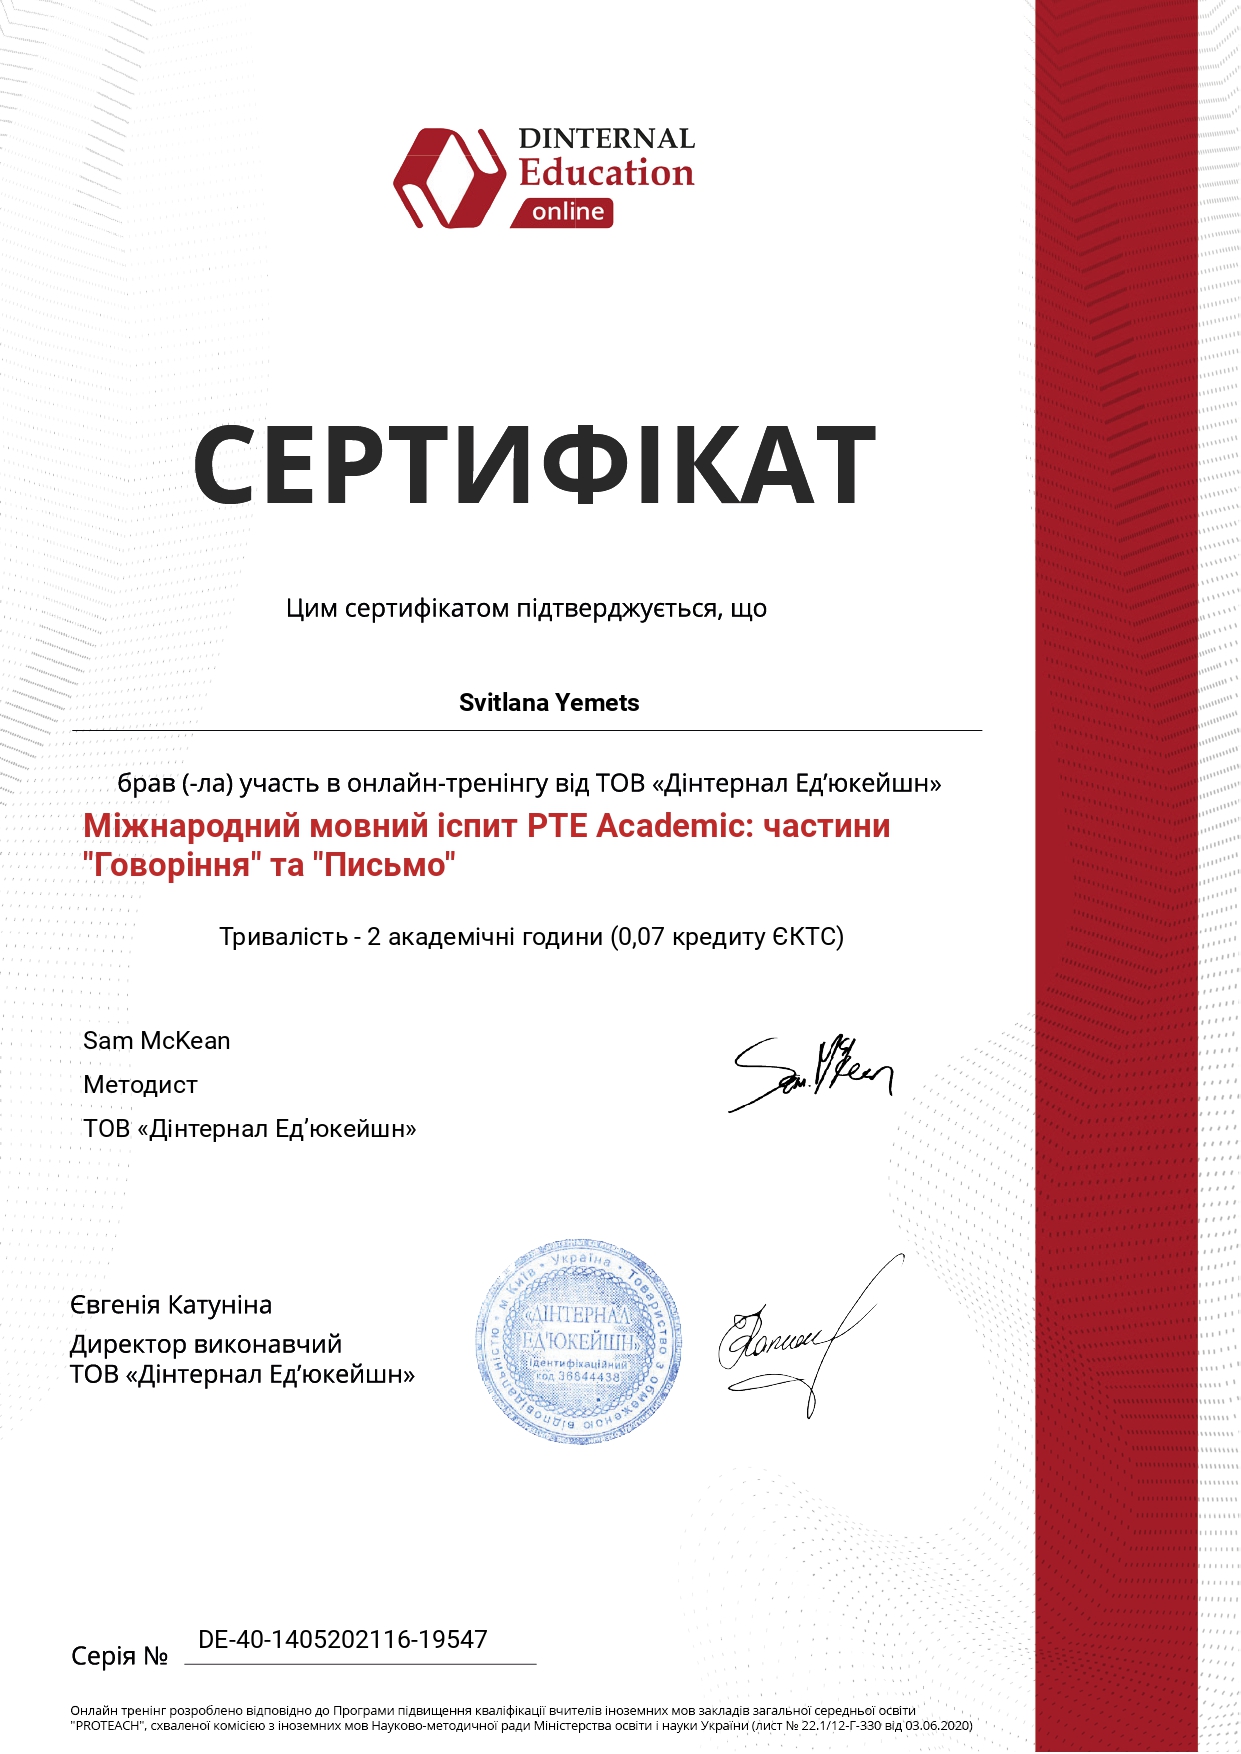 DINTERNAL
Education
online
СЕРТИФІКАТ
Цим сертифікатом підтверджується, що
Svitlana Yemets
брав (-ла) участь в онлайн-тренінгу від ТОВ «Дінтернал Ед’юкейшн»
Міжнародний мовний іспит PTE Academic: частини
"Говоріння" та "Письмо"
Тривалість - 2 академічні години (0,07 кредиту ЄКТС)
Sam McKean
Методист
ТОВ «Дінтернал Ед’юкейшн»
Sam McKean
Євгенія Катуніна
Директор виконавчий
ТОВ «Дінтернал Ед’юкейшн»
м.Київ • Україна • Товариство з обмеженою відповідальністю
«ДІНТЕРНАЛ
ЕД'ЮКЕЙШН»
ідентифікаційний
код 36844438
Серія № DE-40-1405202116-19547
Онлайн тренінг розроблено відповідно до Програми підвищення кваліфікації вчителів іноземних мов закладів загальної середньої освіти
"PROTEACH", схваленої комісією з іноземних мов Науково-методичної ради Міністерства освіти і науки України (лист № 22.1/12-Г-330 від 03.06.2020)